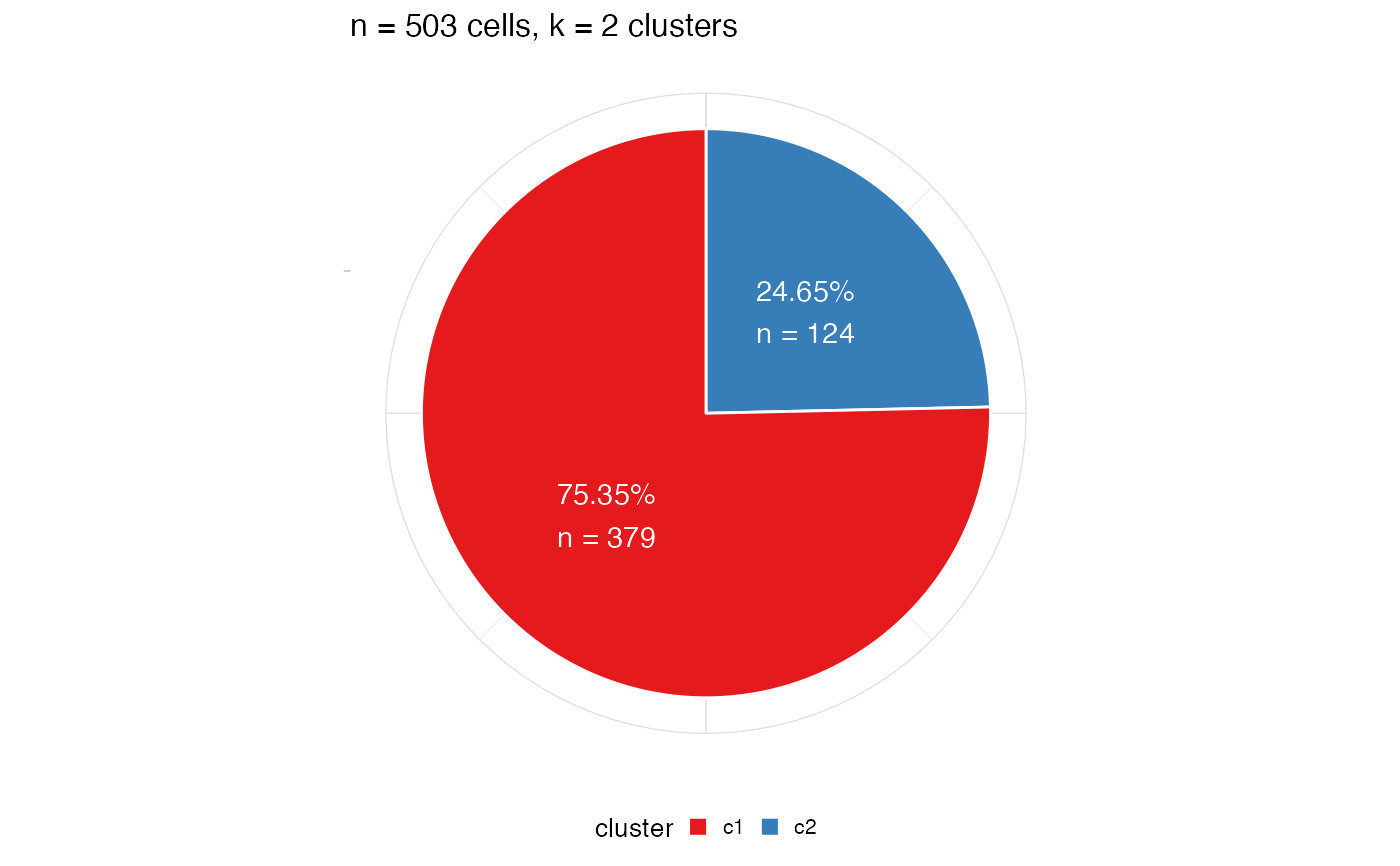 n = 503 cells, k = 2 clusters
24.65%
n = 124
75.35%
n = 379
cluster c1 c2